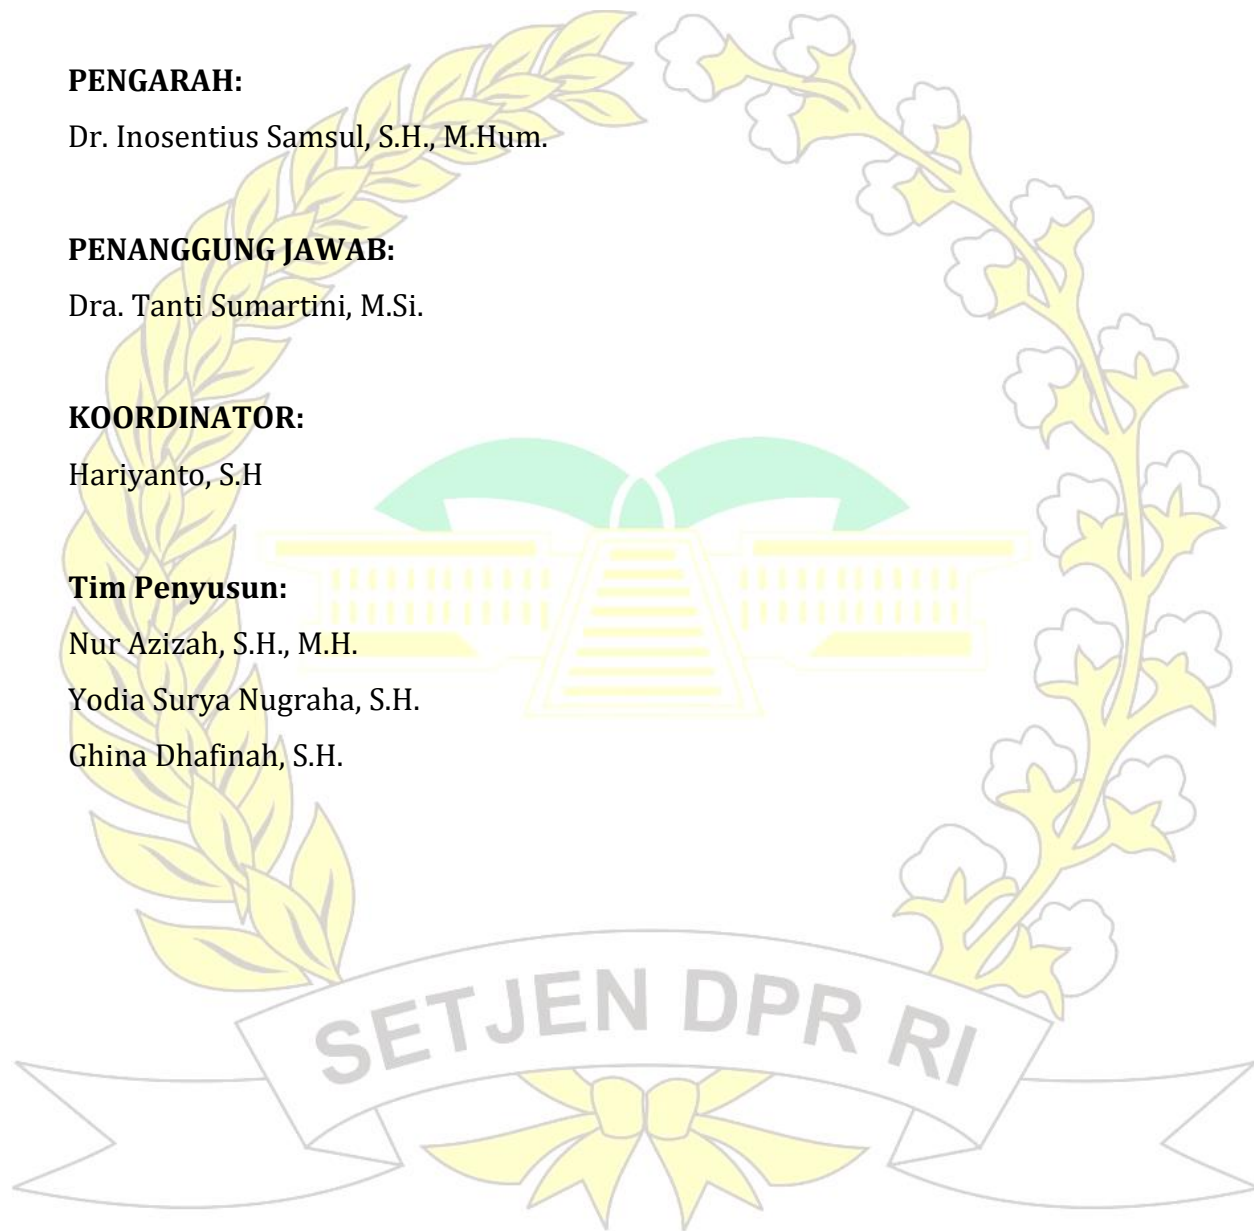 PENGARAH:
Dr. Inosentius Samsul, S.H., M.Hum.
PENANGGUNG JAWAB:
Dra. Tanti Sumartini, M.Si.
KOORDINATOR:
Hariyanto, S.H
Tim Penyusun:
Nur Azizah, S.H., M.H.
Yodia Surya Nugraha, S.H.
Ghina Dhafinah, S.H.
SETJEN DPR RI